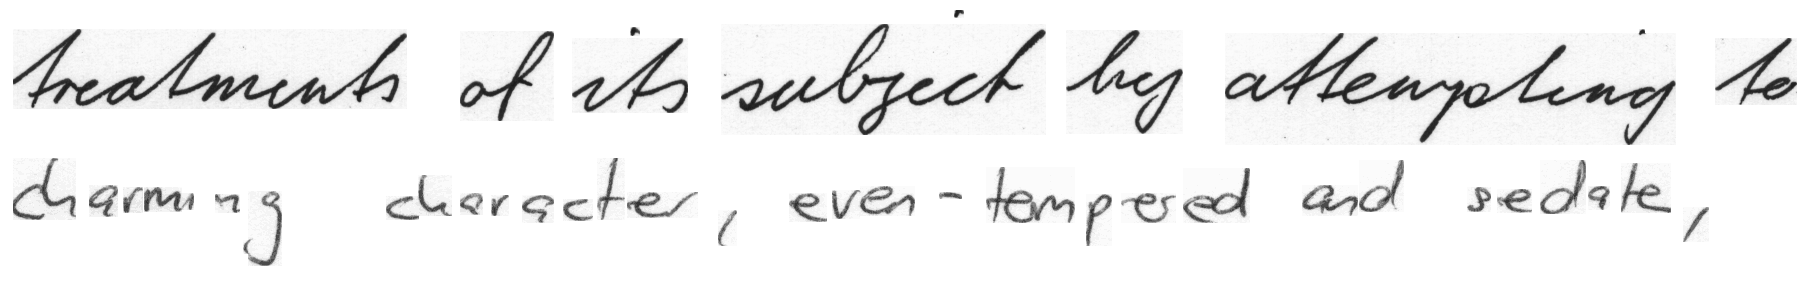 treatments of its subject by attempting to
charming character, even-tempered and sedate,